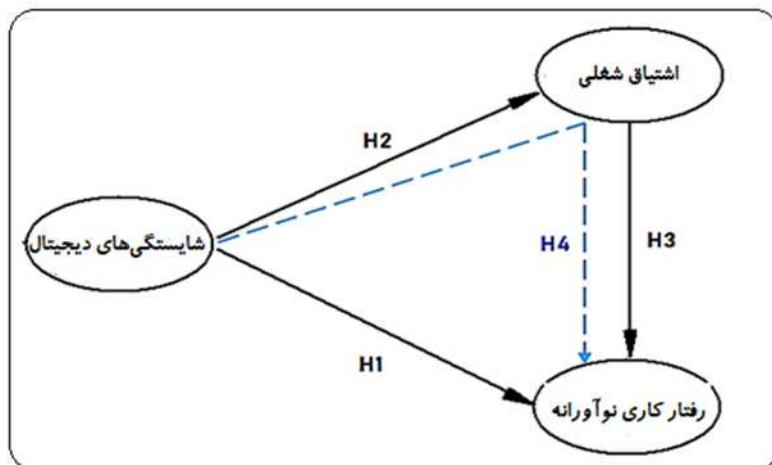 اشتیاق شغلی
H2
شایستگی‌های دیجیتال
H4
H3
H1
رفتار کاری نوآورانه